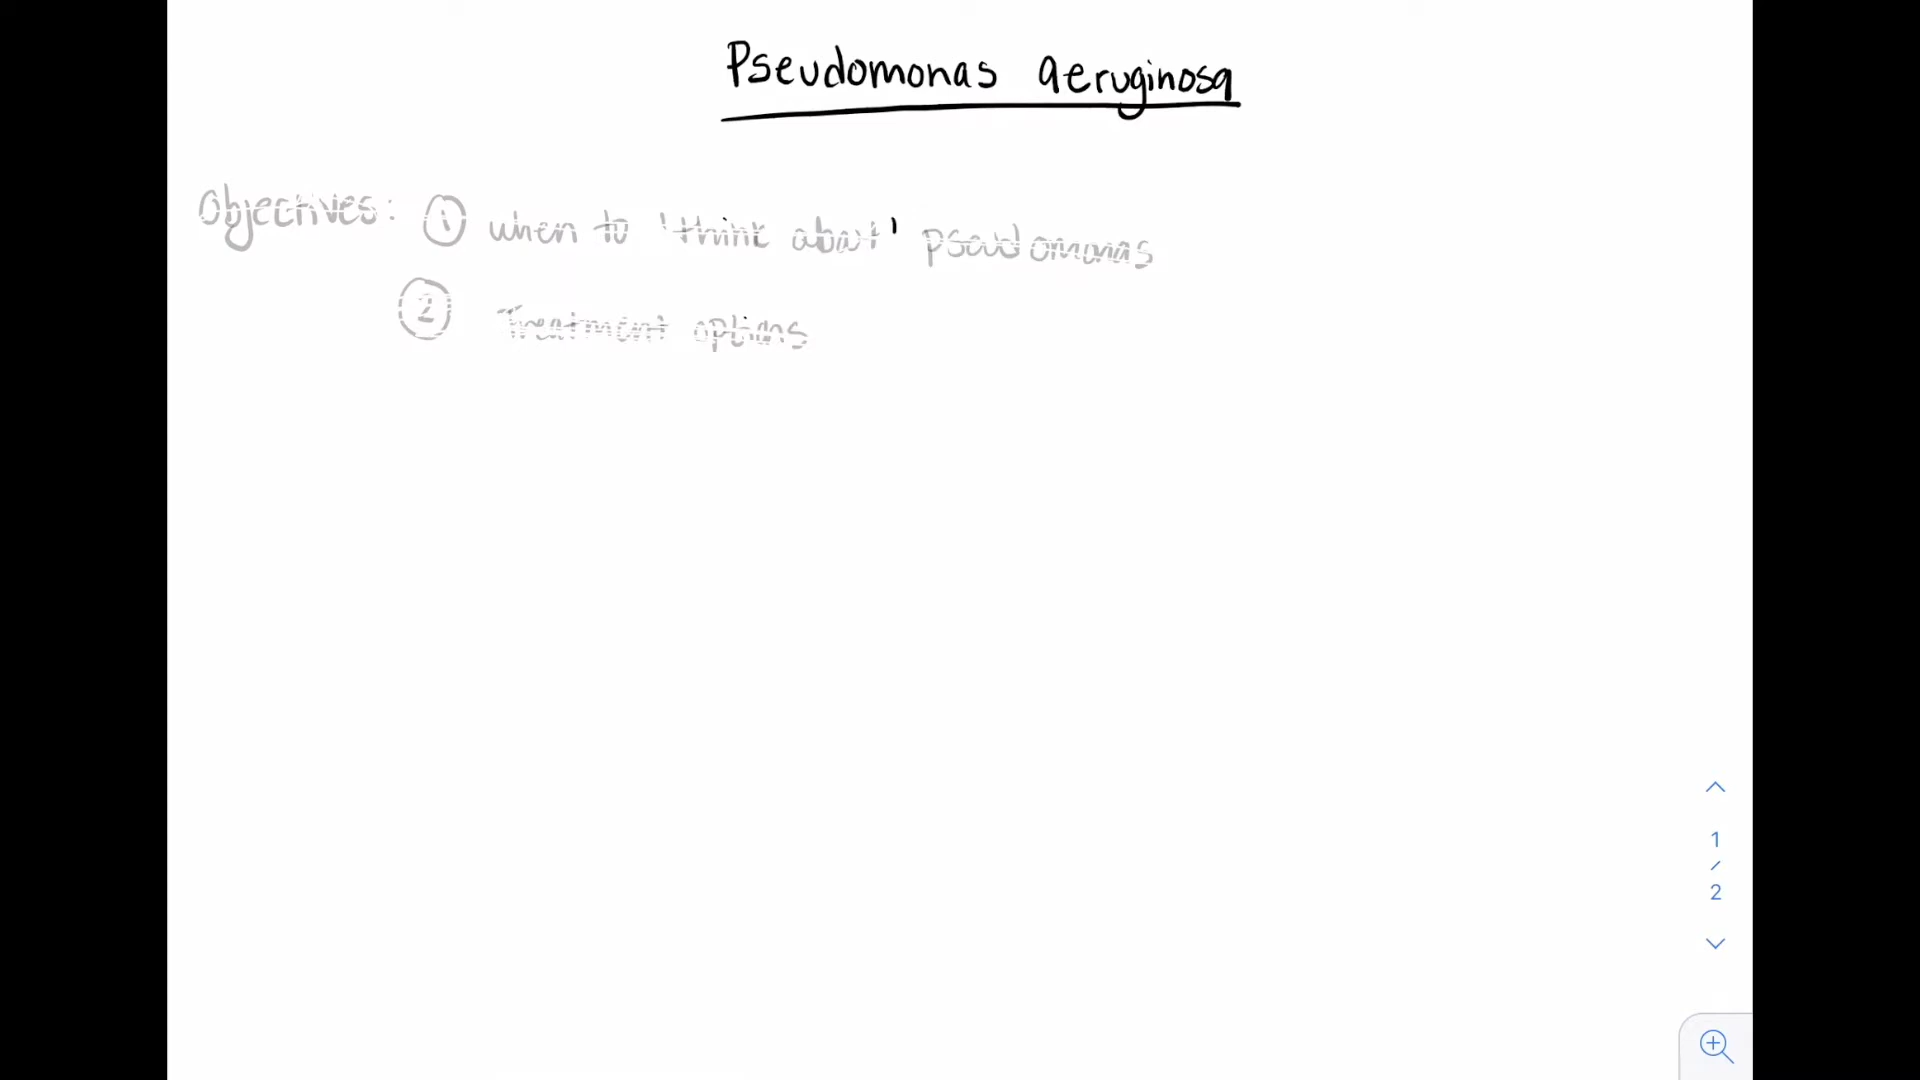 Pseudomonas aeruginosa
Objectives: 1 when to 'think about' pseudomonas
2 Treatment options
1
/
2